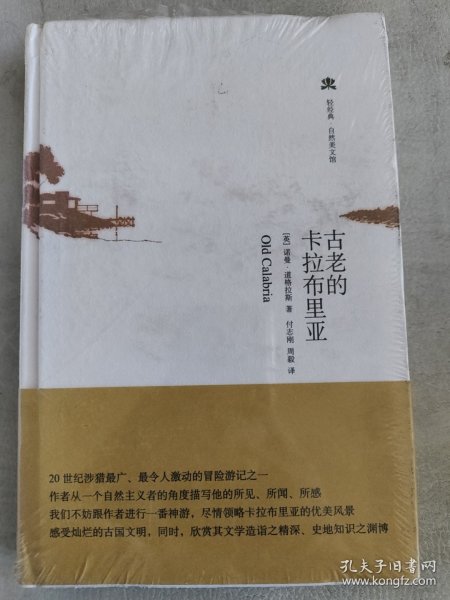 轻经典·自然美文馆
古老的
卡拉布里亚
[英] 诺曼·道格拉斯 著 付志刚 周毅 译
Old Calabria
20世纪涉猎最广、最令人激动的冒险游记之一
作者从一个自然主义者的角度描写他的所见、所闻、所感
我们不妨跟作者进行一番神游，尽情领略卡拉布里亚的优美风景
感受灿烂的古国文明，同时，欣赏其文学造诣之精深、史地知识之渊博
孔夫子旧书网